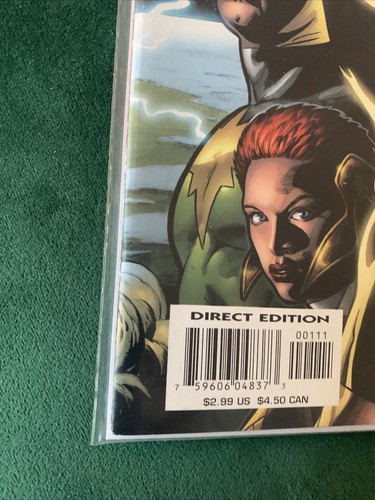 DIRECT EDITION
00111
7 59606 04837 3
$2.99 US $4.50 CAN